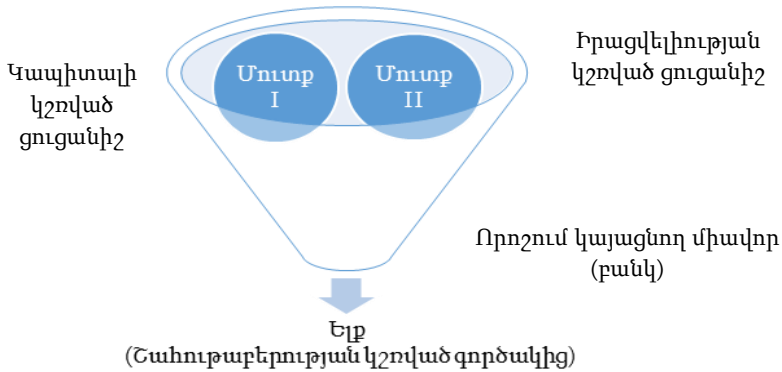 Կապիտալի
կշռված
ցուցանիշ
Մուտք
I
Մուտք
II
Իրացվելիության
կշռված ցուցանիշ
Որոշում կայացնող միավոր
(բանկ)
Ելք
(Շահութաբերության կշռված գործակից)